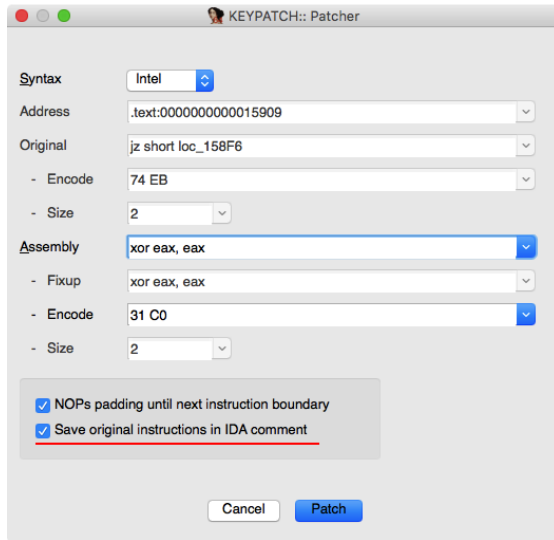 KEYPATCH:: Patcher
Syntax Intel
Address .text:0000000000015909
Original jz short loc_158F6
- Encode 74 EB
- Size 2
Assembly xor eax, eax
- Fixup xor eax, eax
- Encode 31 C0
- Size 2
NOPs padding until next instruction boundary
Save original instructions in IDA comment
Cancel Patch